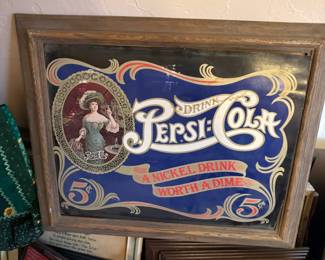 DRINK
PEPSI:COLA
A NICKEL DRINK
WORTH A DIME
5¢
5¢